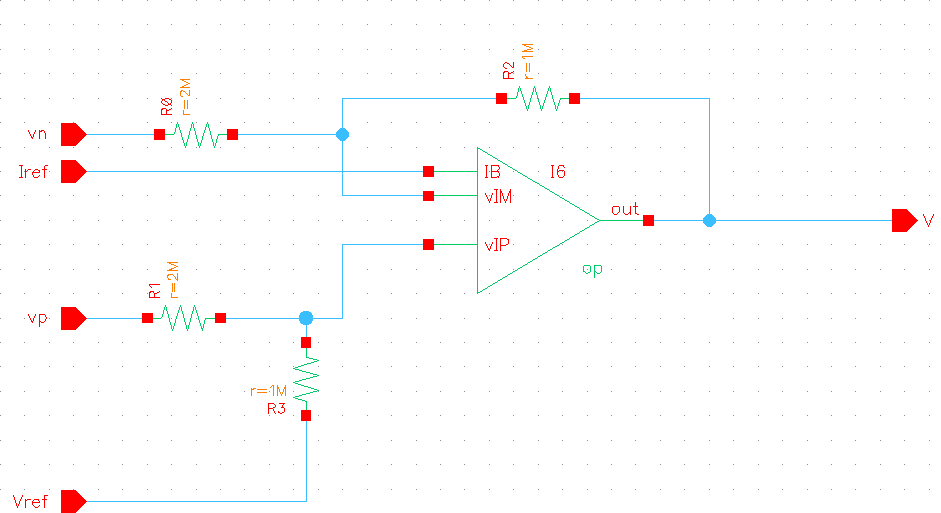 R2
r=1M
R0
r=2M
vn
Iref
IB
I6
vIM
out
V
vIP
op
R1
r=2M
vp
r=1M
R3
Vref